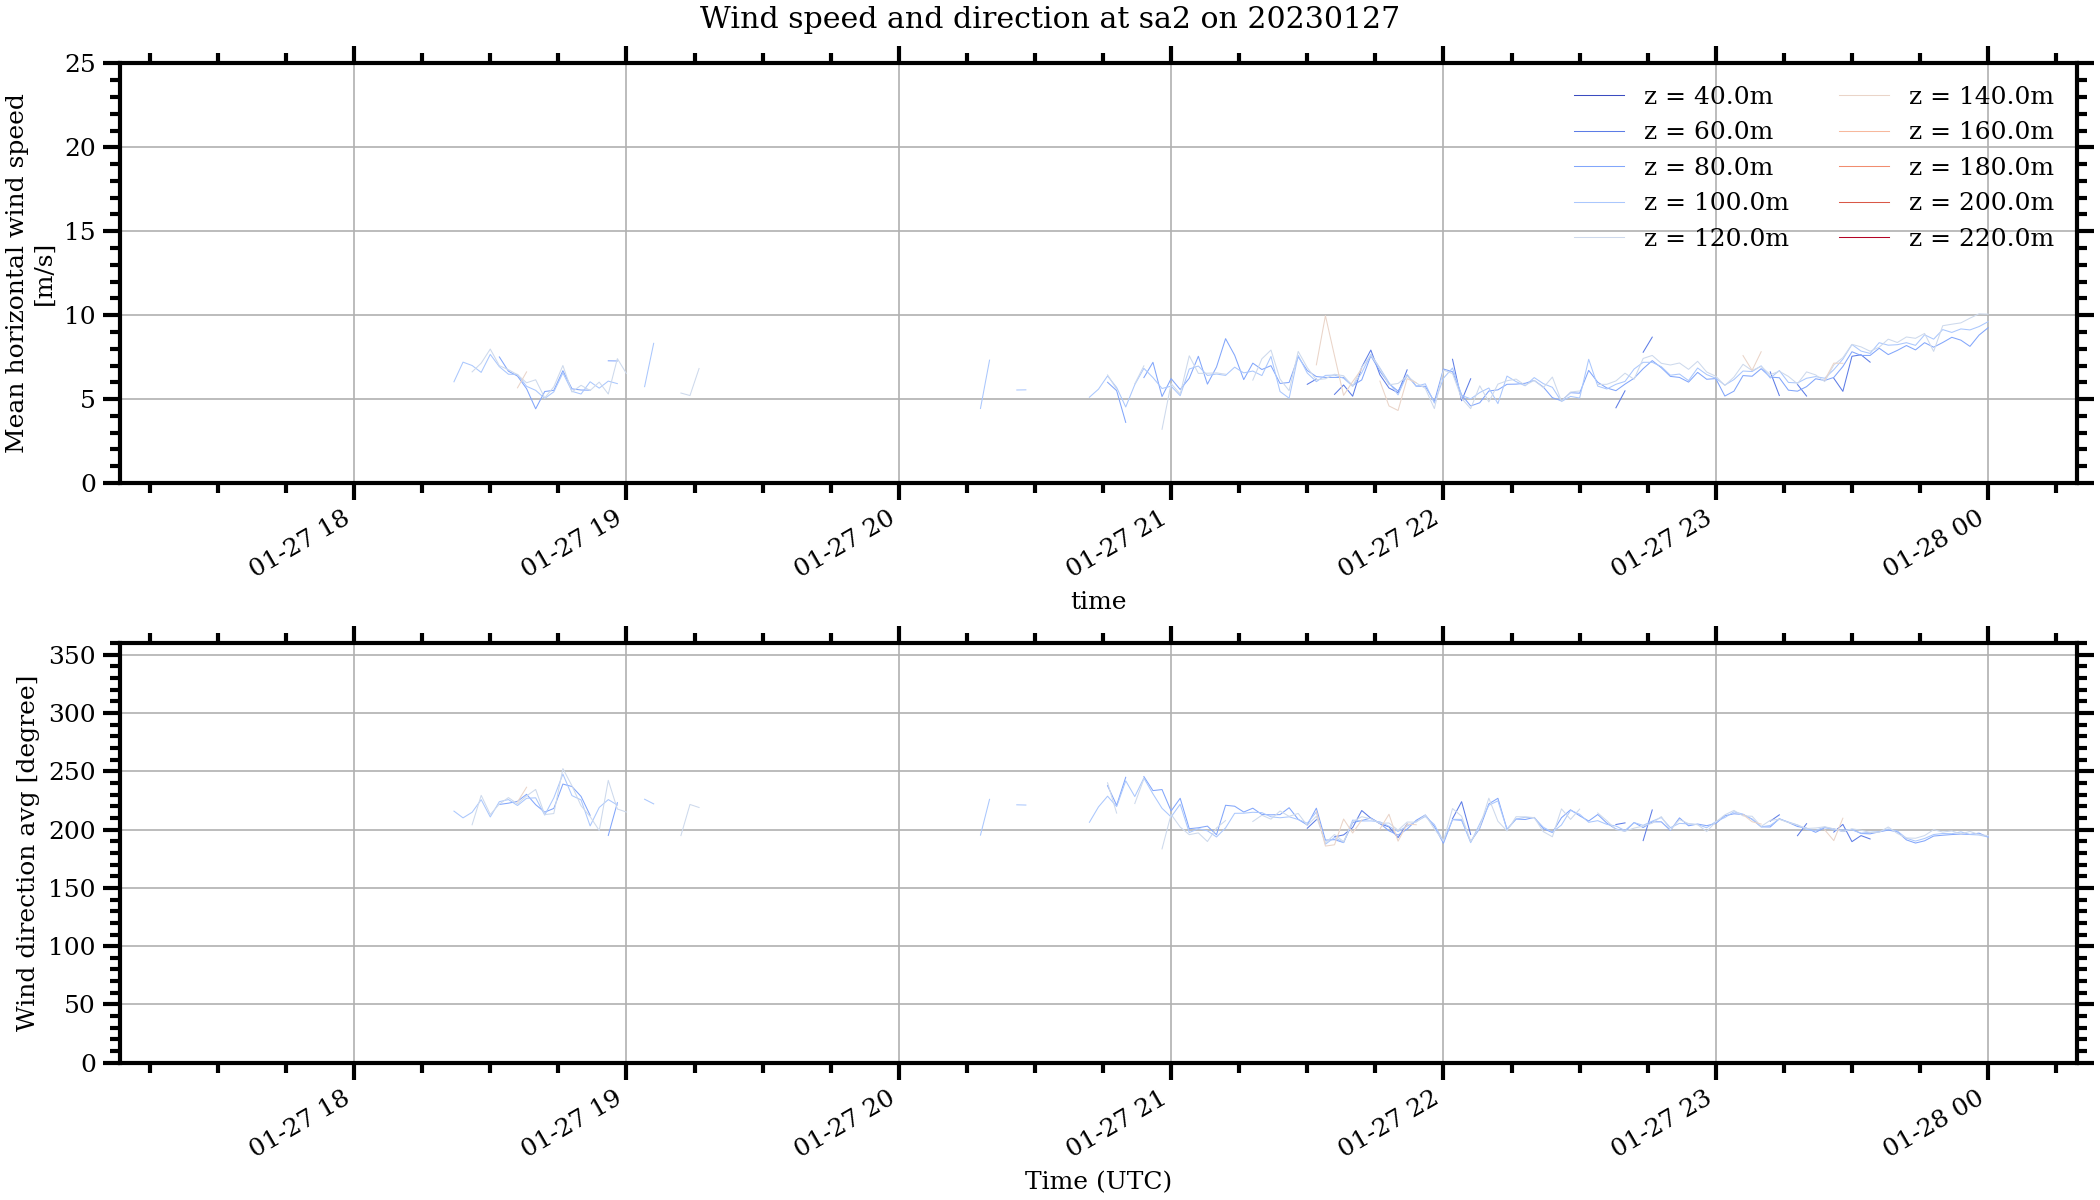 Wind speed and direction at sa2 on 20230127
25
20
15
10
5
0
Mean horizontal wind speed
[m/s]
z = 40.0m
z = 60.0m
z = 80.0m
z = 100.0m
z = 120.0m
z = 140.0m
z = 160.0m
z = 180.0m
z = 200.0m
z = 220.0m
01-27 18
01-27 19
01-27 20
01-27 21
01-27 22
01-27 23
01-28 00
time
350
300
250
200
150
100
50
0
Wind direction avg [degree]
01-27 18
01-27 19
01-27 20
01-27 21
01-27 22
01-27 23
01-28 00
Time (UTC)